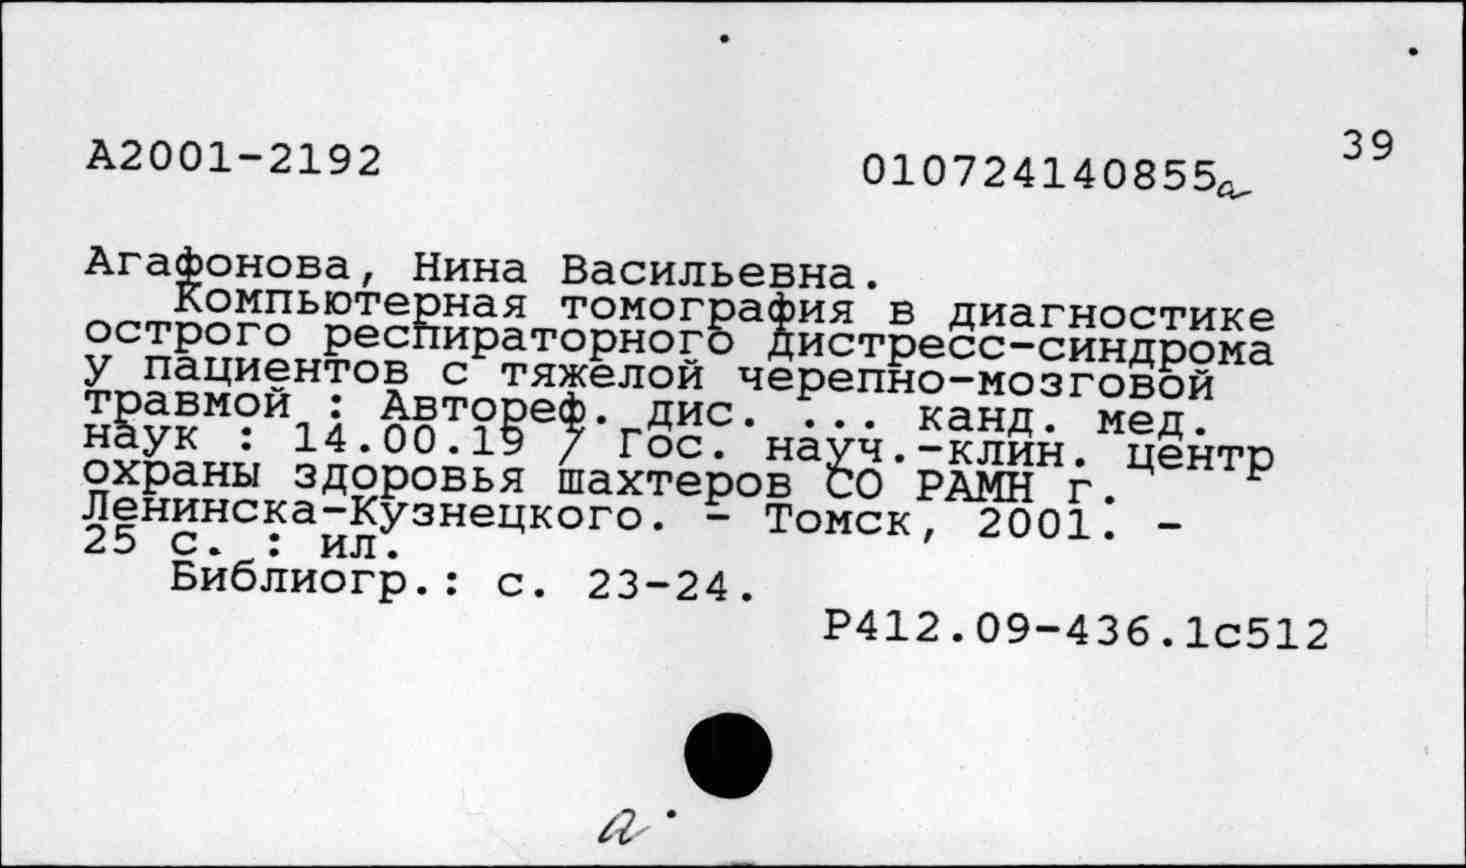 39
А2001-2192 010724140855а
Агафонова, Нина Васильевна.
Компьютерная томография в диагностике
острого респираторного дистресс-синдрома
у пациентов с тяжелой черепно-мозговой
травмой : Автореф. дис. ... канд. мед.
наук : 14.00.19 / Гос. науч.-клин. центр
охраны здоровья шахтеров СО РАМН г.
Ленинска-Кузнецкого. - Томск, 2001. -
25 с. : ил.
Библиогр.: с. 23-24.
Р412.09-436.1с512
а